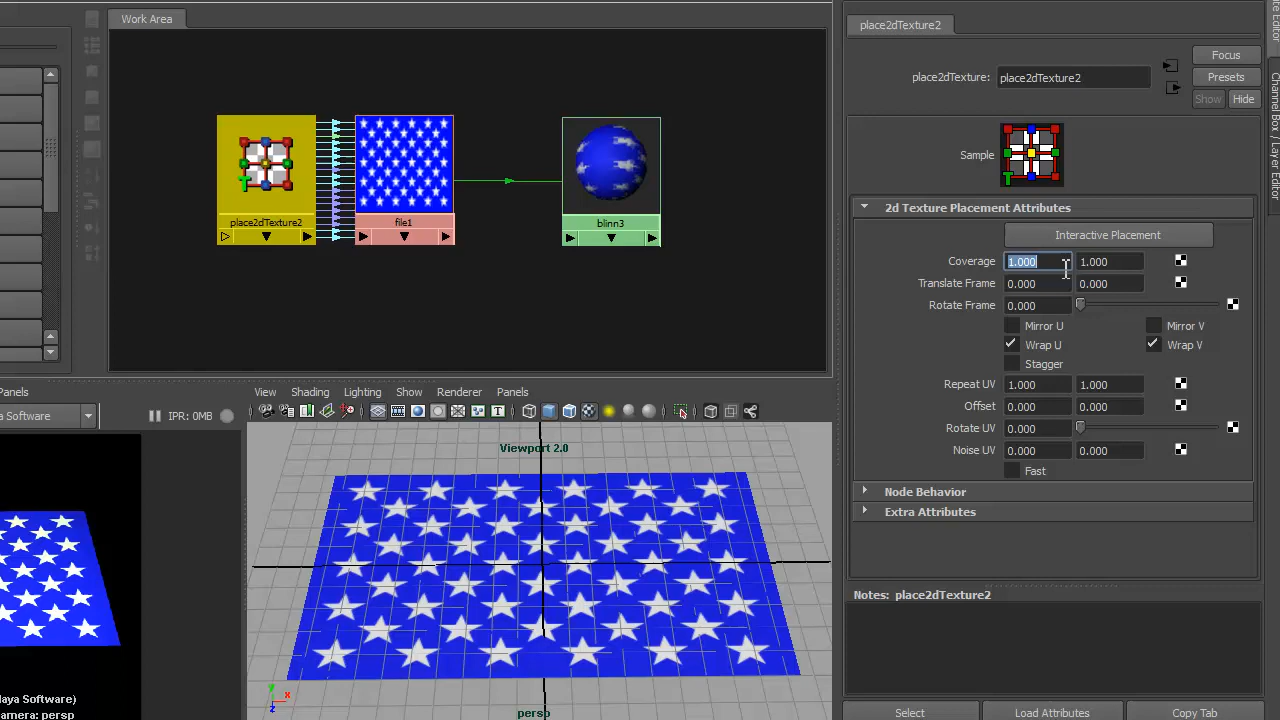 Work Area
place2dTexture2
file1
blinn3
Panels
a Software
IPR: 0MB
View Shading Lighting Show Renderer Panels
Viewport 2.0
persp
aya Software)
amera: persp
place2dTexture2
place2dTexture: place2dTexture2
Focus
Presets
Show Hide
Sample
2d Texture Placement Attributes
Interactive Placement
Coverage 1.000 1.000
Translate Frame 0.000 0.000
Rotate Frame 0.000
Mirror U Mirror V
Wrap U Wrap V
Stagger
Repeat UV 1.000 1.000
Offset 0.000 0.000
Rotate UV 0.000
Noise UV 0.000 0.000
Fast
Node Behavior
Extra Attributes
Notes: place2dTexture2
Select Load Attributes Copy Tab
te Editor
Channel Box / Layer Editor